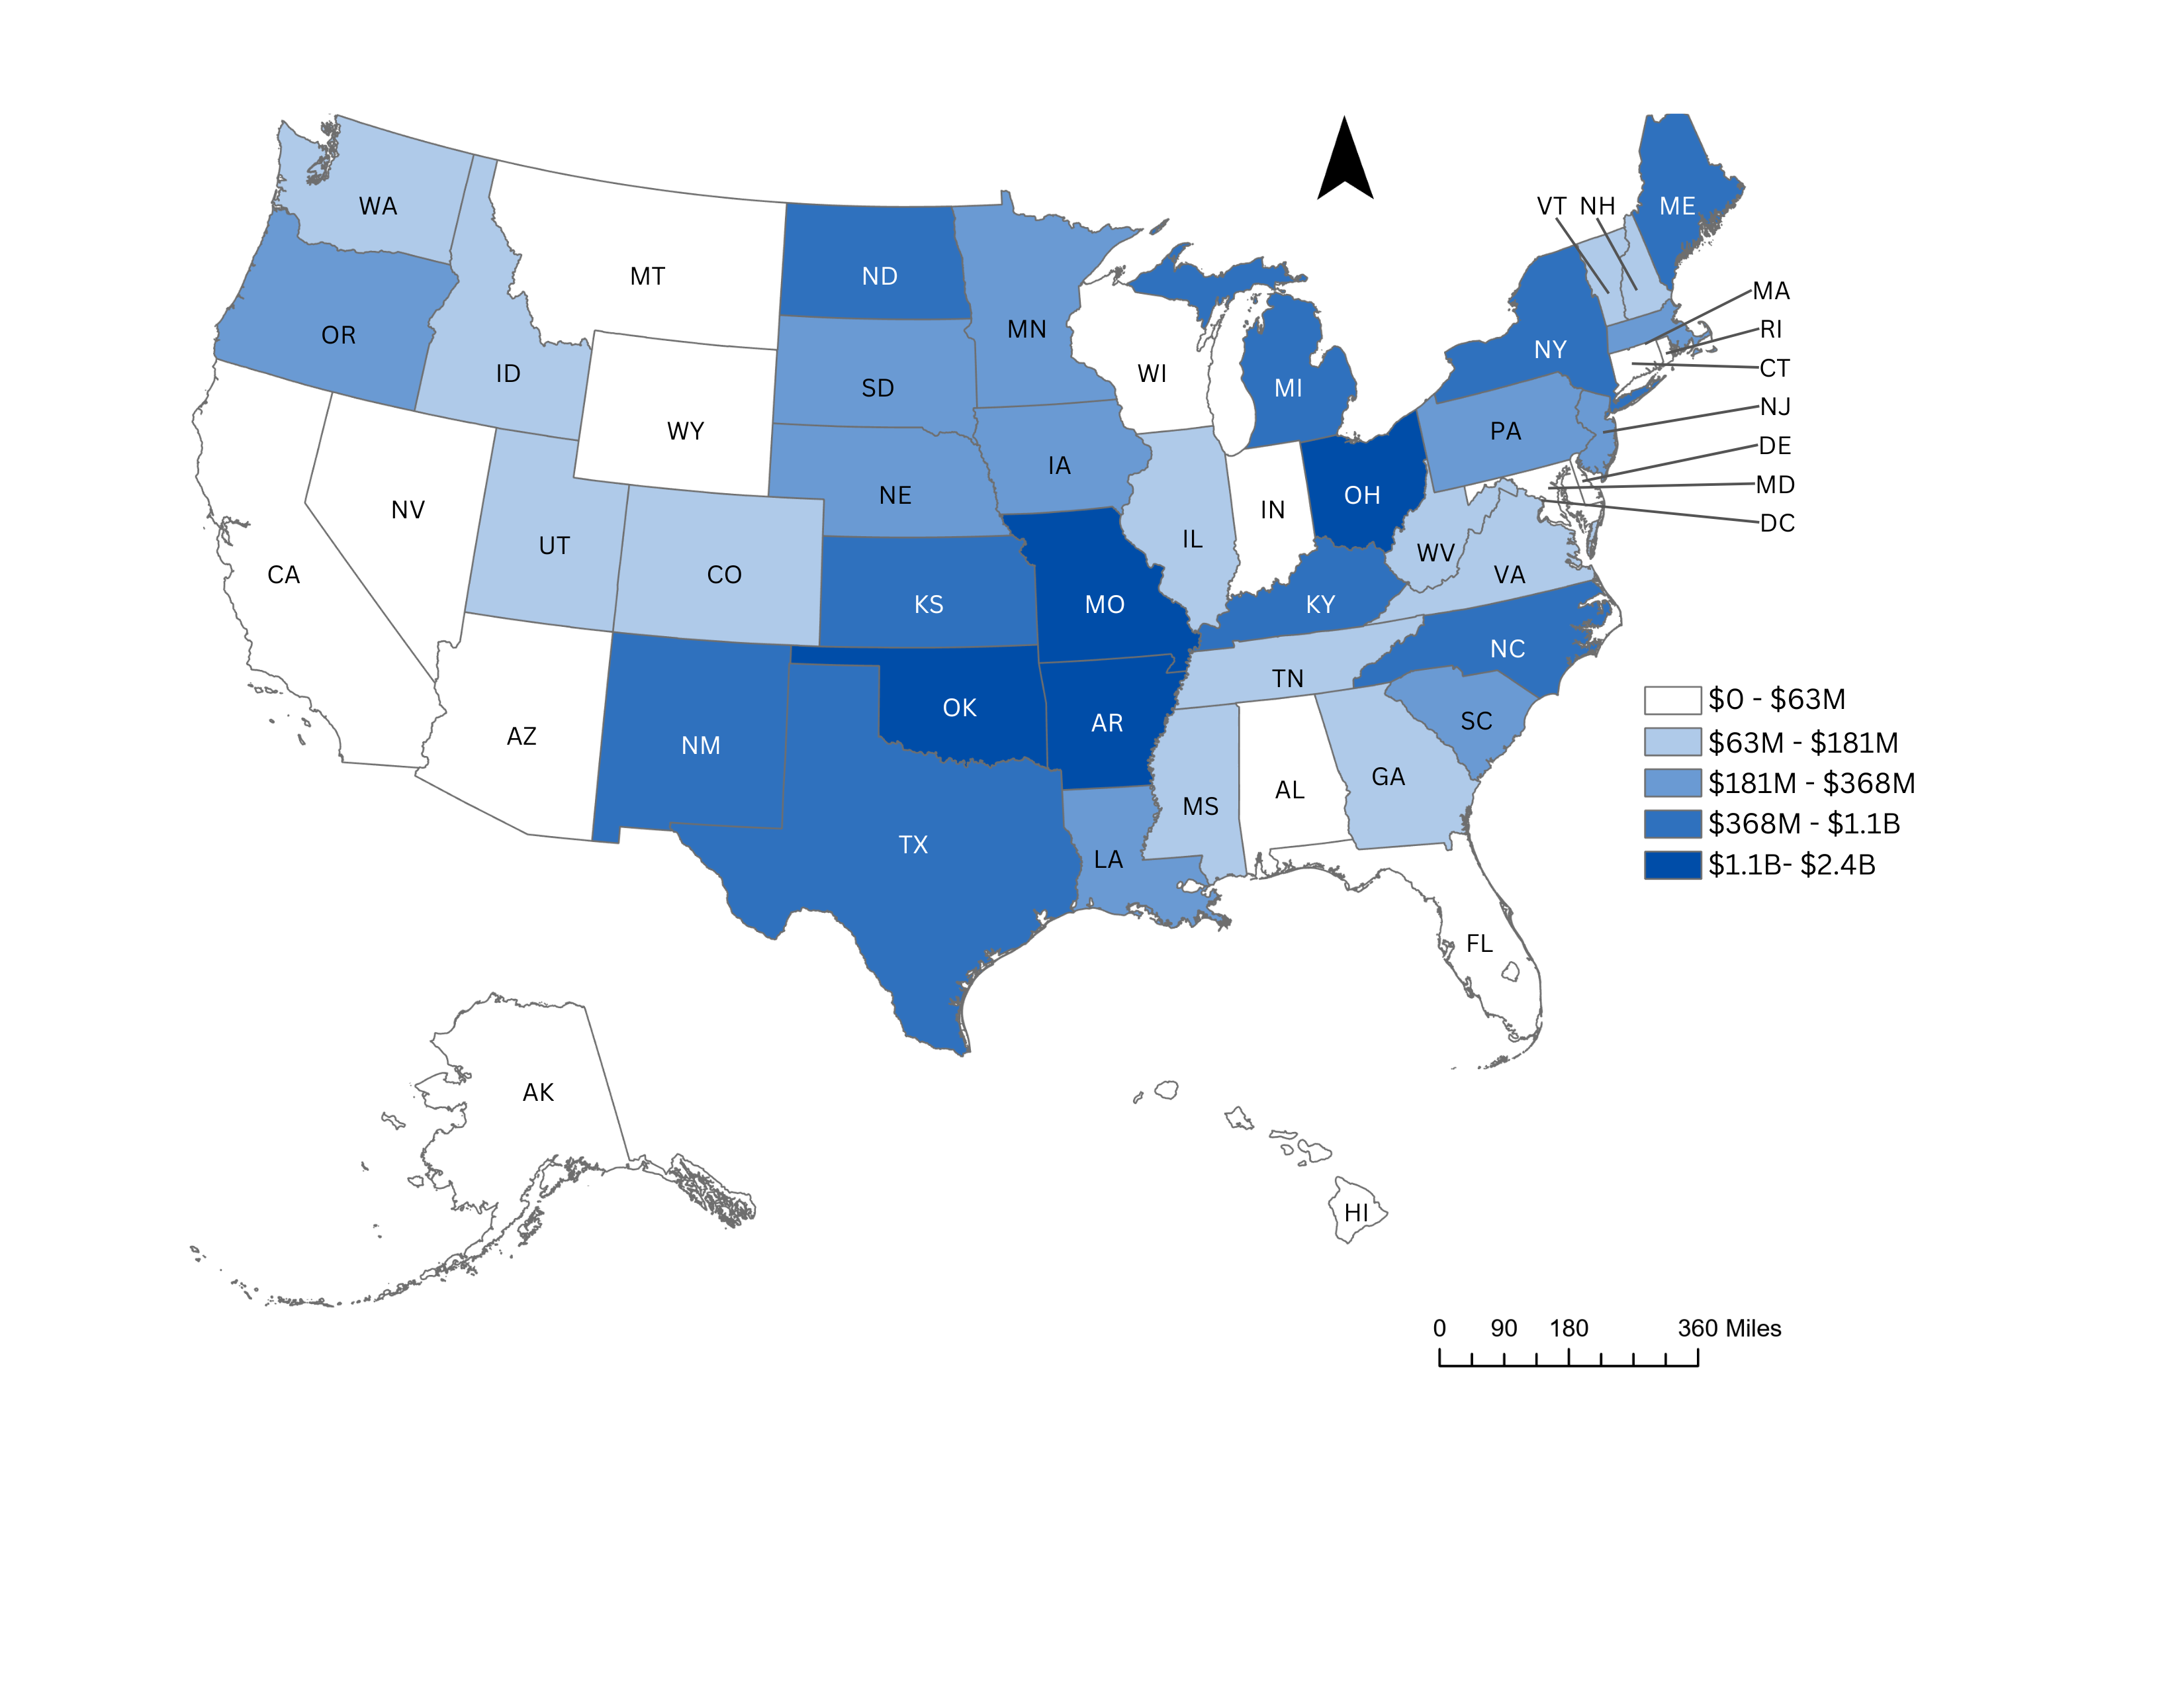 WA
VT NH
ME
MT
ND
MA
OR
MN
RI
NY
CT
ID
WI
SD
MI
NJ
WY
PA
IA
DE
NE
OH
MD
NV
IN
DC
UT
IL
WV
CA
CO
VA
KS
MO
KY
NC
TN
$0 - $63M
OK
AR
SC
AZ
NM
$63M - $181M
GA
$181M - $368M
AL
MS
$368M - $1.1B
TX
LA
$1.1B- $2.4B
FL
AK
HI
0 90 180 360 Miles